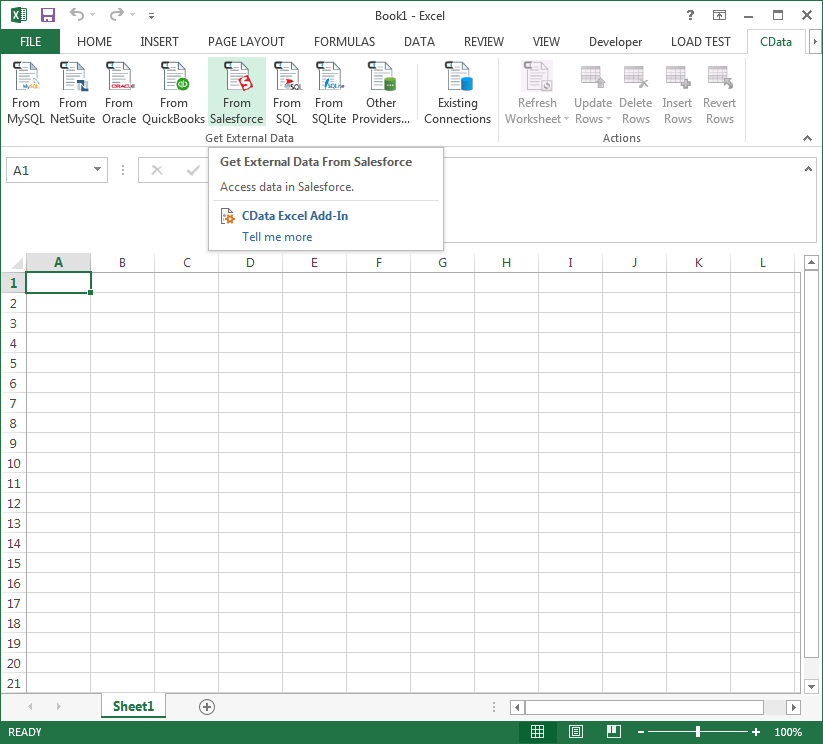 Book1 - Excel
?
FILE HOME INSERT PAGE LAYOUT FORMULAS DATA REVIEW VIEW Developer LOAD TEST CData
From MySQL
From NetSuite
From Oracle
From QuickBooks
From Salesforce
From SQL
From SQLite
Other Providers...
Existing Connections
Refresh Worksheet
Update Rows
Delete Rows
Insert Rows
Revert Rows
Get External Data
Actions
A1
Get External Data From Salesforce
Access data in Salesforce.
CData Excel Add-In
Tell me more
A B C D E F G H I J K L
1
2
3
4
5
6
7
8
9
10
11
12
13
14
15
16
17
18
19
20
21
Sheet1
READY
100%